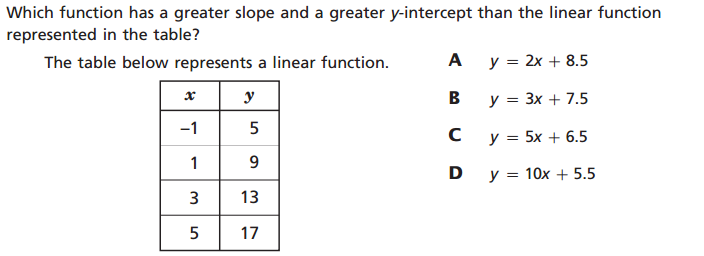 Which function has a greater slope and a greater y-intercept than the linear function
represented in the table?
The table below represents a linear function.
x y
−1 5
1 9
3 13
5 17
A y = 2x + 8.5
B y = 3x + 7.5
C y = 5x + 6.5
D y = 10x + 5.5